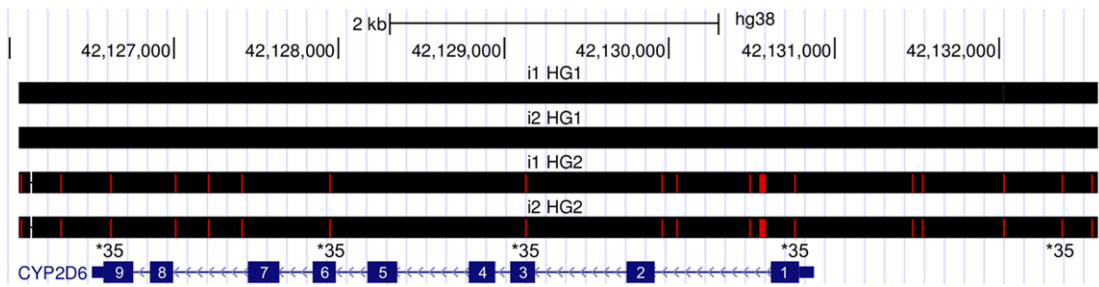 2 kb hg38
42,127,000 42,128,000 42,129,000 42,130,000 42,131,000 42,132,000
i1 HG1
i2 HG1
i1 HG2
i2 HG2
*35 *35 *35 *35 *35
CYP2D6 9 8 7 6 5 4 3 2 1